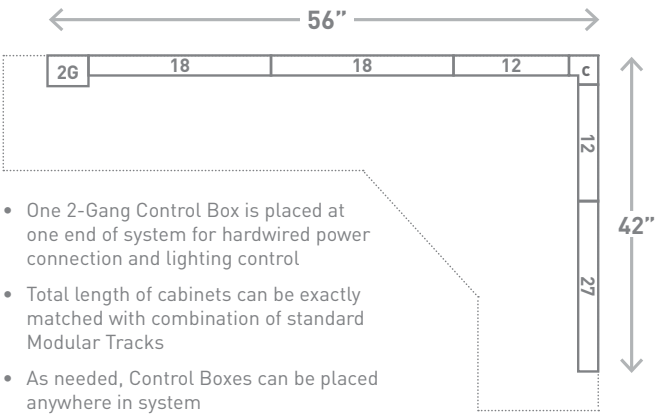 56”
2G 18 18 12 c
12
42”
27
• One 2-Gang Control Box is placed at
one end of system for hardwired power
connection and lighting control
• Total length of cabinets can be exactly
matched with combination of standard
Modular Tracks
• As needed, Control Boxes can be placed
anywhere in system